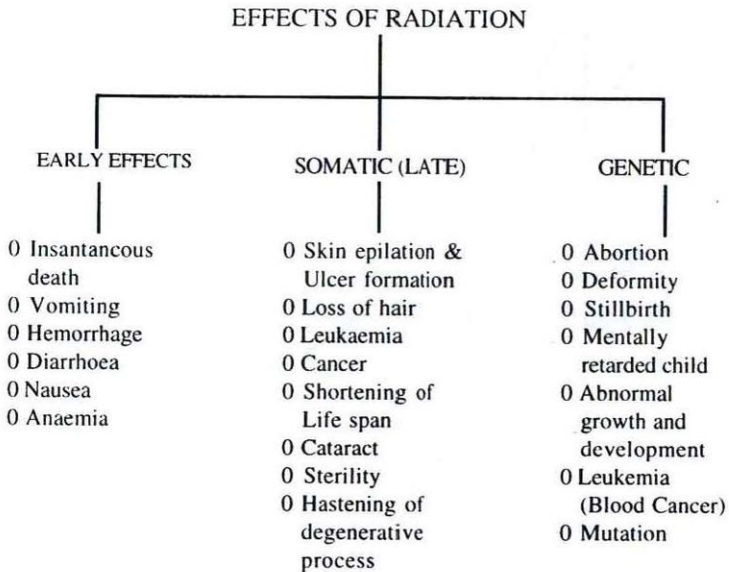 EFFECTS OF RADIATION
EARLY EFFECTS
0 Insantancous
death
0 Vomiting
0 Hemorrhage
0 Diarrhoea
0 Nausea
0 Anaemia
SOMATIC (LATE)
0 Skin epilation &
Ulcer formation
0 Loss of hair
0 Leukaemia
0 Cancer
0 Shortening of
Life span
0 Cataract
0 Sterility
0 Hastening of
degenerative
process
GENETIC
0 Abortion
0 Deformity
0 Stillbirth
0 Mentally
retarded child
0 Abnormal
growth and
development
0 Leukemia
(Blood Cancer)
0 Mutation